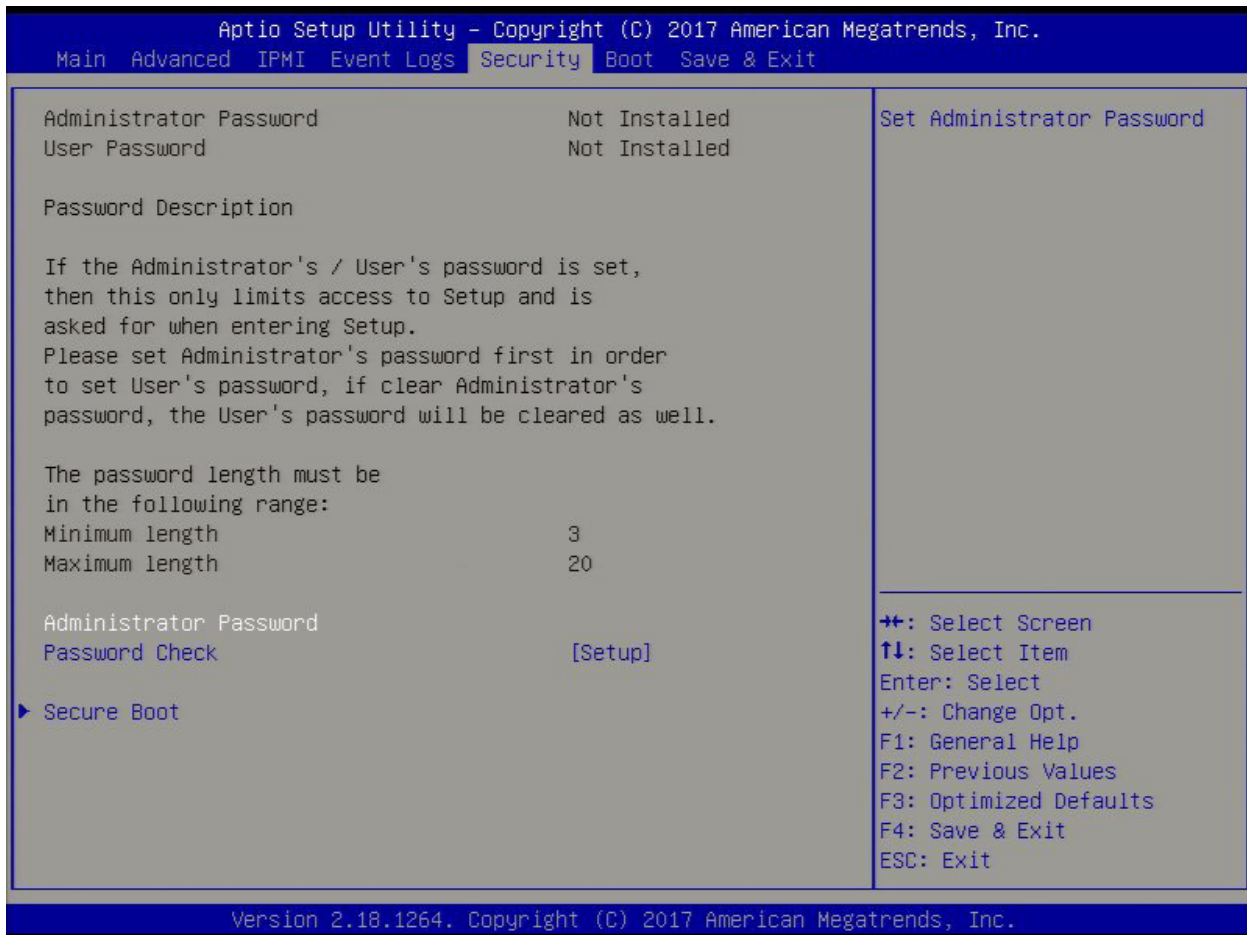 Aptio Setup Utility – Copyright (C) 2017 American Megatrends, Inc.
Main Advanced IPMI Event Logs Security Boot Save & Exit
Administrator Password Not Installed
User Password Not Installed
Password Description
If the Administrator's / User's password is set,
then this only limits access to Setup and is
asked for when entering Setup.
Please set Administrator's password first in order
to set User's password, if clear Administrator's
password, the User's password will be cleared as well.
The password length must be
in the following range:
Minimum length 3
Maximum length 20
Administrator Password
Password Check [Setup]
Secure Boot
Set Administrator Password
→←: Select Screen
↑↓: Select Item
Enter: Select
+/-: Change Opt.
F1: General Help
F2: Previous Values
F3: Optimized Defaults
F4: Save & Exit
ESC: Exit
Version 2.18.1264. Copyright (C) 2017 American Megatrends, Inc.